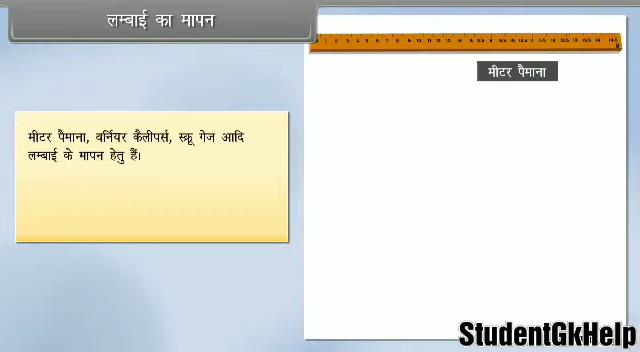 लम्बाई का मापन
मीटर पैमाना
मीटर पैमाना, वर्नियर कैलीपर्स, स्क्रू गेज आदि
लम्बाई के मापन हेतु हैं।
StudentGkHelp